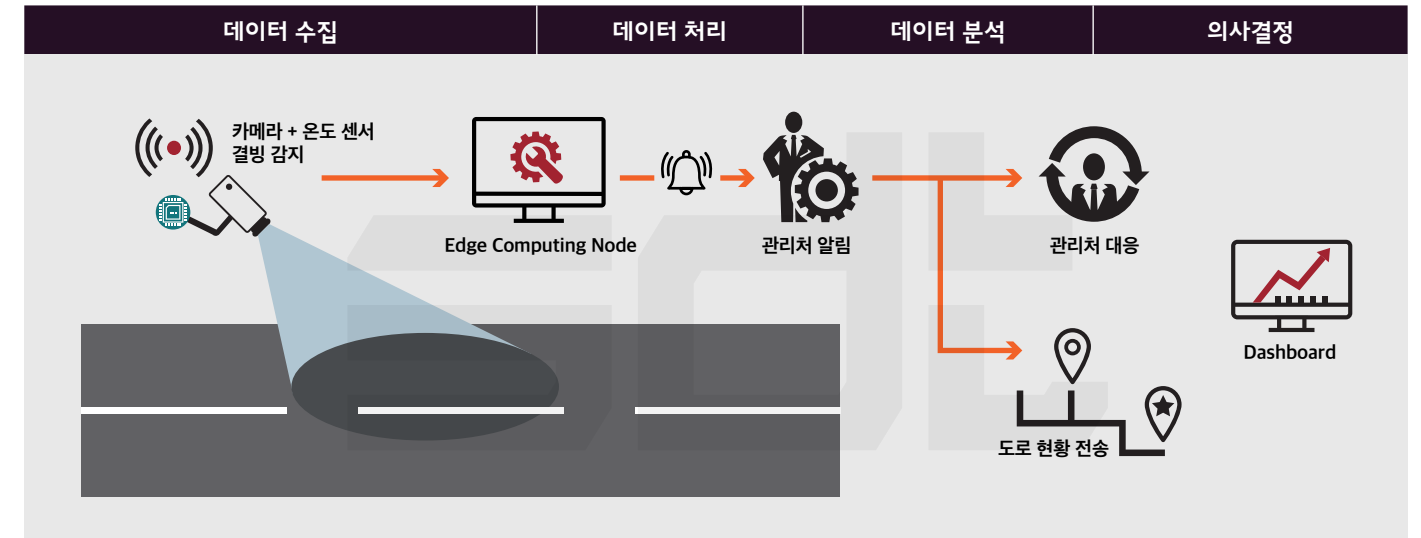 데이터 수집
데이터 처리
데이터 분석
의사결정
카메라 + 온도 센서
결빙 감지
Edge Computing Node
관리처 알림
관리처 대응
Dashboard
도로 현황 전송